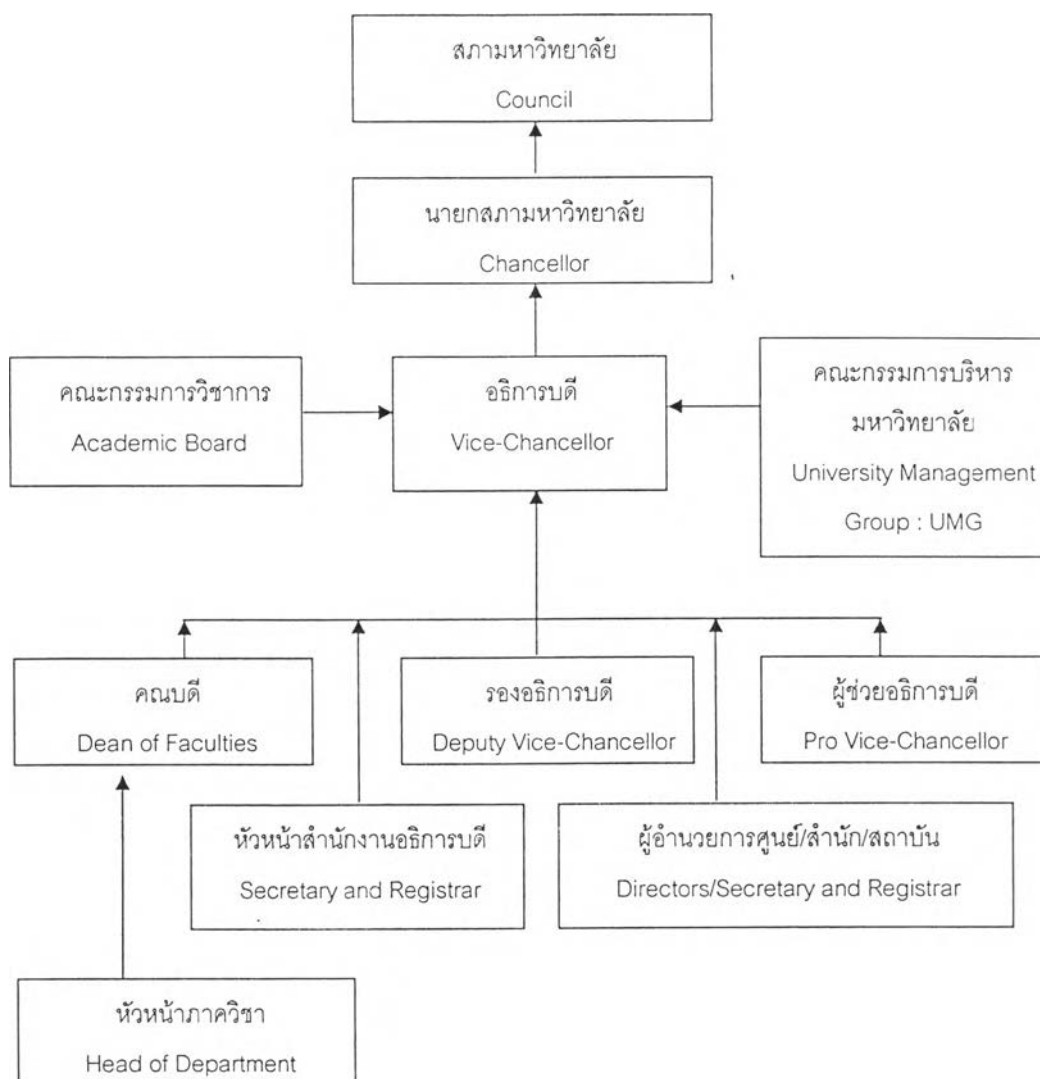 สภามหาวิทยาลัย
Council
นายกสภามหาวิทยาลัย
Chancellor
คณะกรรมการวิชาการ
Academic Board
อธิการบดี
Vice-Chancellor
คณะกรรมการบริหาร
มหาวิทยาลัย
University Management
Group : UMG
คณบดี
Dean of Faculties
รองอธิการบดี
Deputy Vice-Chancellor
ผู้ช่วยอธิการบดี
Pro Vice-Chancellor
หัวหน้าสำนักงานอธิการบดี
Secretary and Registrar
ผู้อำนวยการศูนย์/สำนัก/สถาบัน
Directors/Secretary and Registrar
หัวหน้าภาควิชา
Head of Department